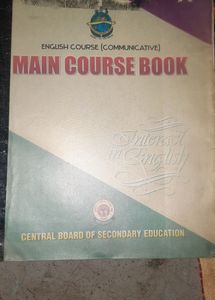 ENGLISH COURSE (COMMUNICATIVE)
MAIN COURSE BOOK
Interact
in English
CENTRAL BOARD OF SECONDARY EDUCATION